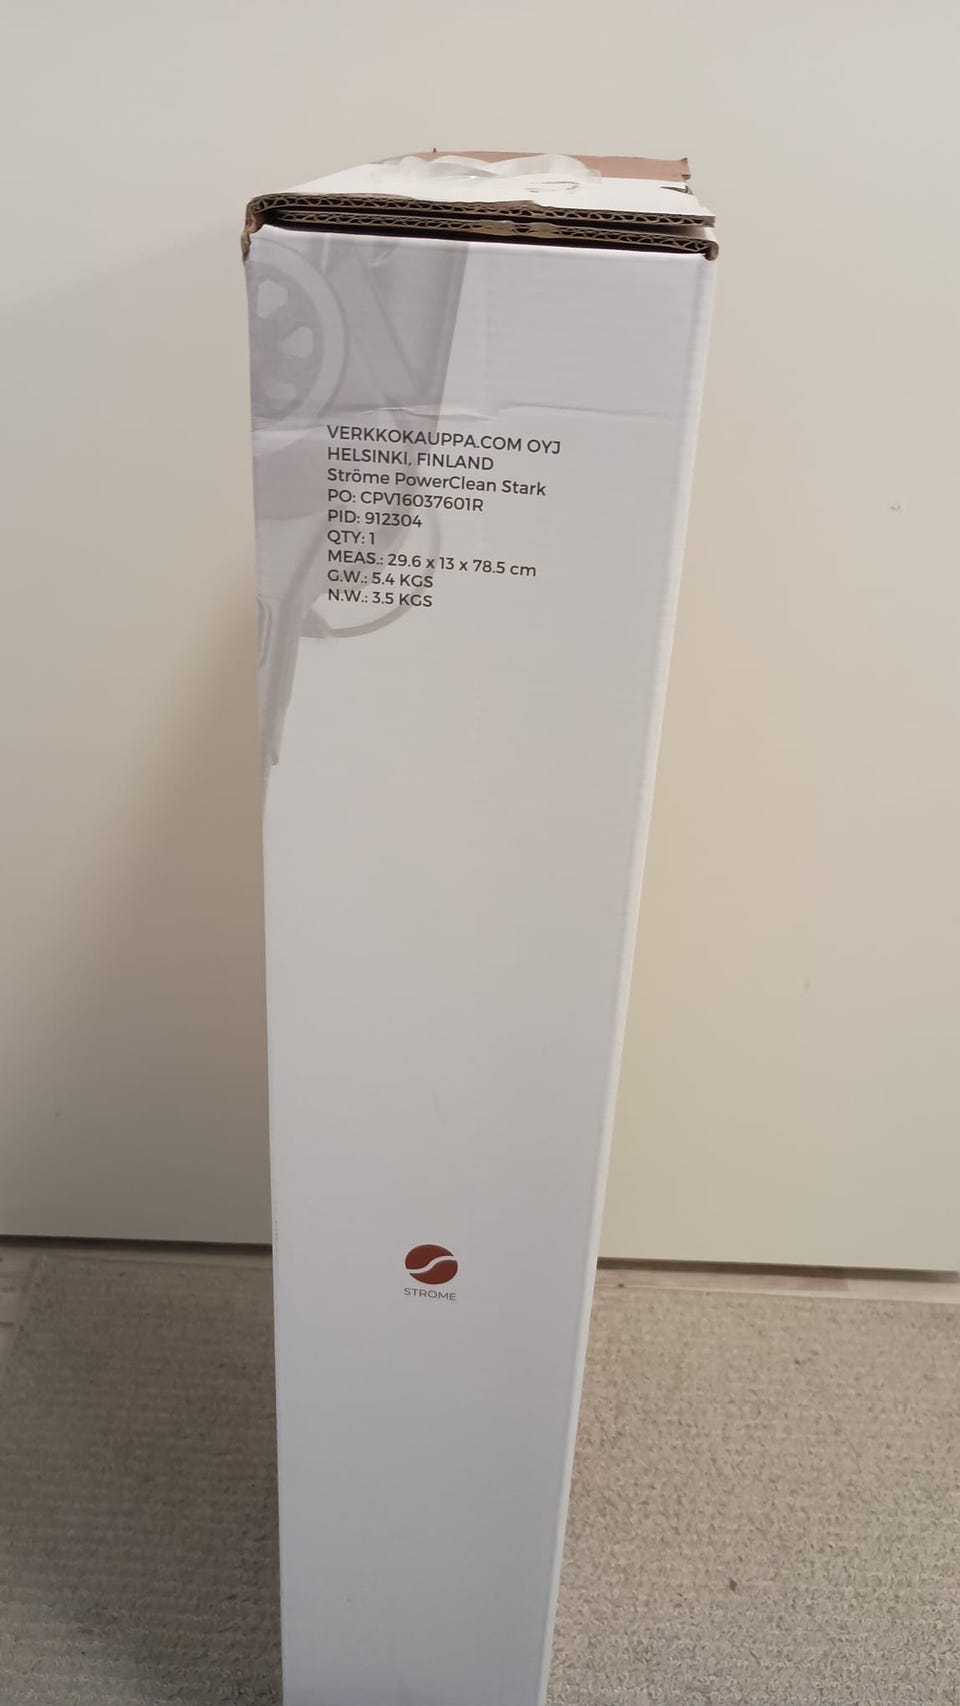 VERKKOKAUPPA.COM OYJ
HELSINKI, FINLAND
Ströme PowerClean Stark
PO: CPV16037601R
PID: 912304
QTY: 1
MEAS.: 29.6 x 13 x 78.5 cm
G.W.: 5.4 KGS
N.W.: 3.5 KGS
STRÖME